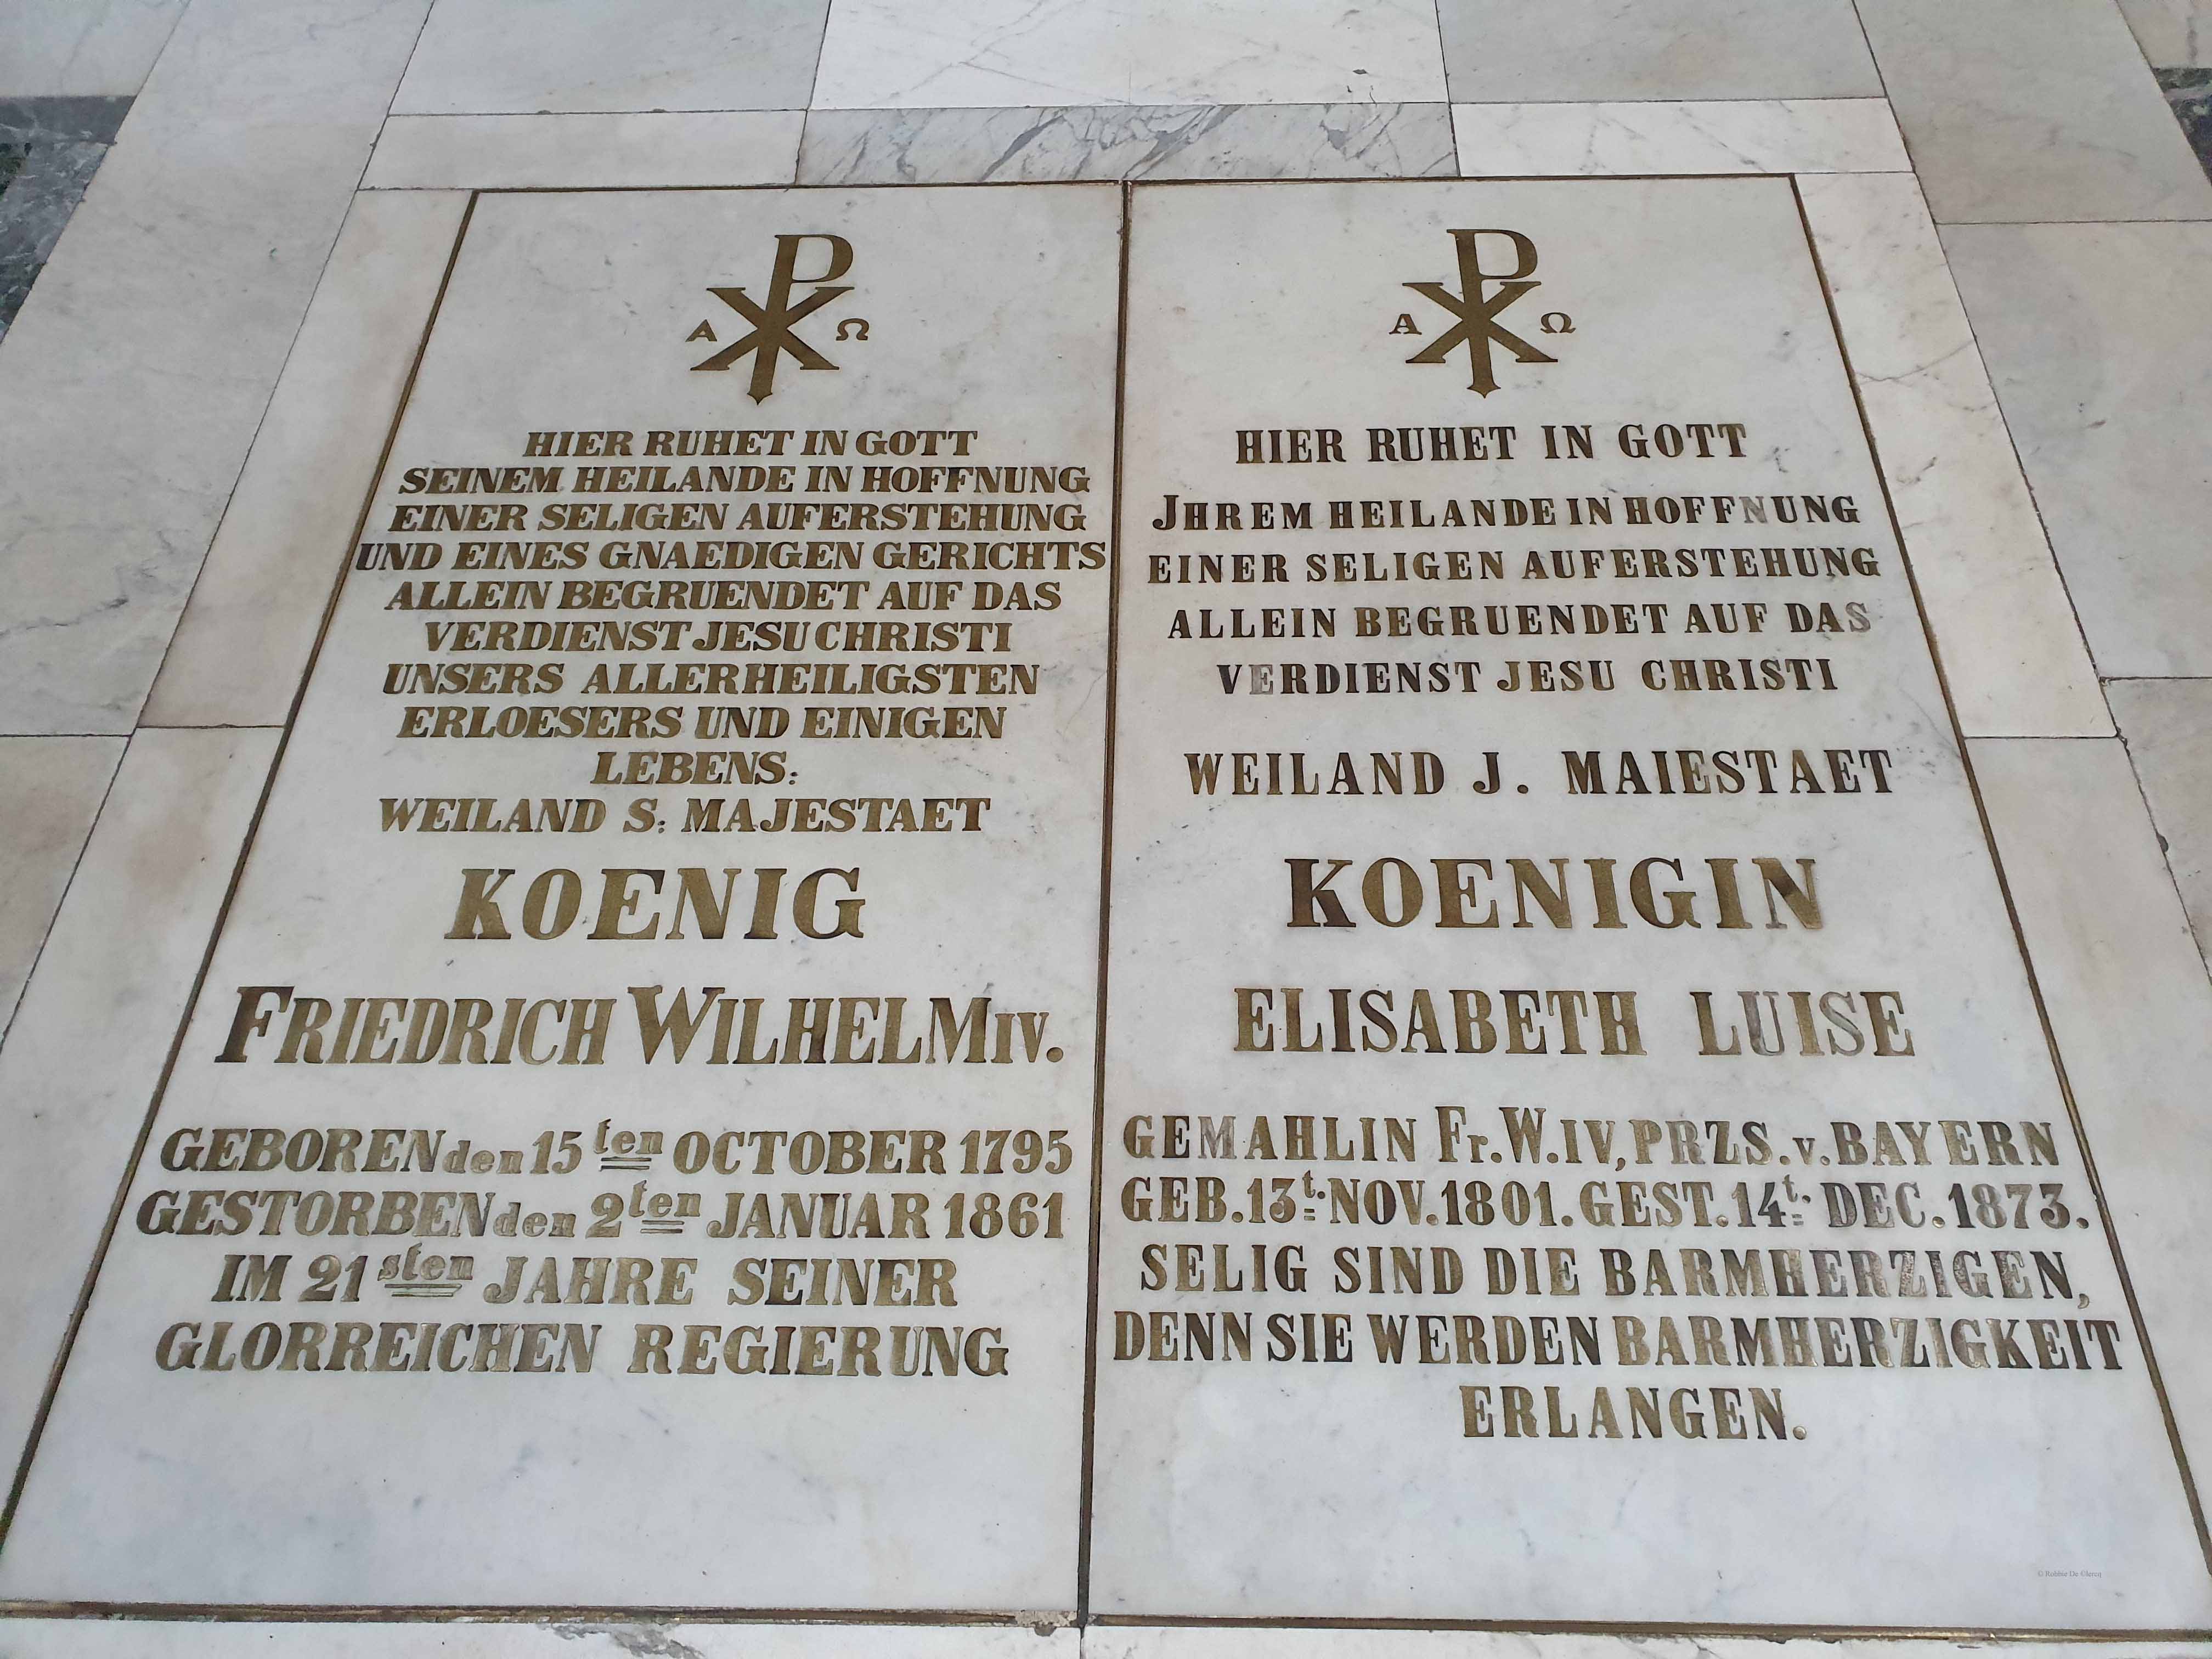 Α Ω
HIER RUHET IN GOTT
SEINEM HEILANDE IN HOFFNUNG
EINER SELIGEN AUFERSTEHUNG
UND EINES GNAEDIGEN GERICHTS
ALLEIN BEGRUENDET AUF DAS
VERDIENST JESU CHRISTI
UNSERS ALLERHEILIGSTEN
ERLOESERS UND EINIGEN
LEBENS:
WEILAND S: MAJESTAET
KOENIG
FRIEDRICH WILHELM IV.
GEBOREN den 15ten OCTOBER 1795
GESTORBEN den 2ten JANUAR 1861
IM 21sten JAHRE SEINER
GLORREICHEN REGIERUNG
Α Ω
HIER RUHET IN GOTT
JHREM HEILANDE IN HOFFNUNG
EINER SELIGEN AUFERSTEHUNG
ALLEIN BEGRUENDET AUF DAS
VERDIENST JESU CHRISTI
WEILAND J. MAIESTAET
KOENIGIN
ELISABETH LUISE
GEMAHLIN Fr. W. IV, PRZS. v. BAYERN
GEB. 13t. NOV. 1801. GEST. 14t. DEC. 1873.
SELIG SIND DIE BARMHERZIGEN,
DENN SIE WERDEN BARMHERZIGKEIT
ERLANGEN.
© Robbie De Clercq